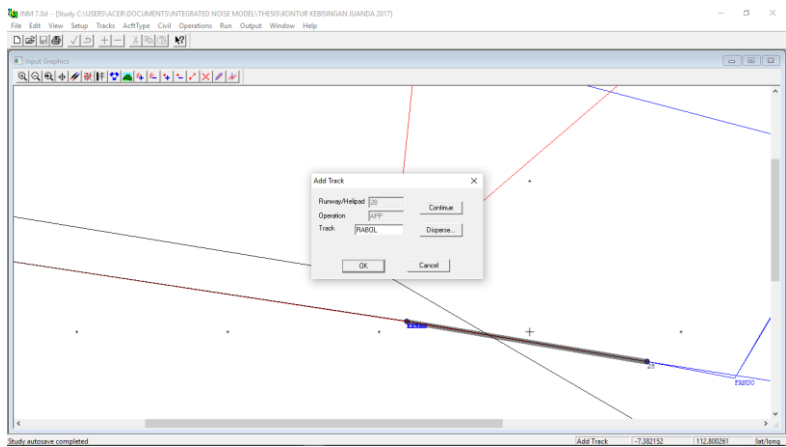 INM 7.0d - [Study C:\USERS\ACER\DOCUMENTS\INTEGRATED NOISE MODEL\THESIS\KONTUR KEBISINGAN JUANDA 2017]
File Edit View Setup Tracks AcftType Civil Operations Run Output Window Help
Input Graphics
Add Track
Runway/Helipad 28
Continue
Operation APP
Track RABOL
Disperse...
OK Cancel
28
FANDO
Study autosave completed
Add Track -7.382152 112.800261 lat/long